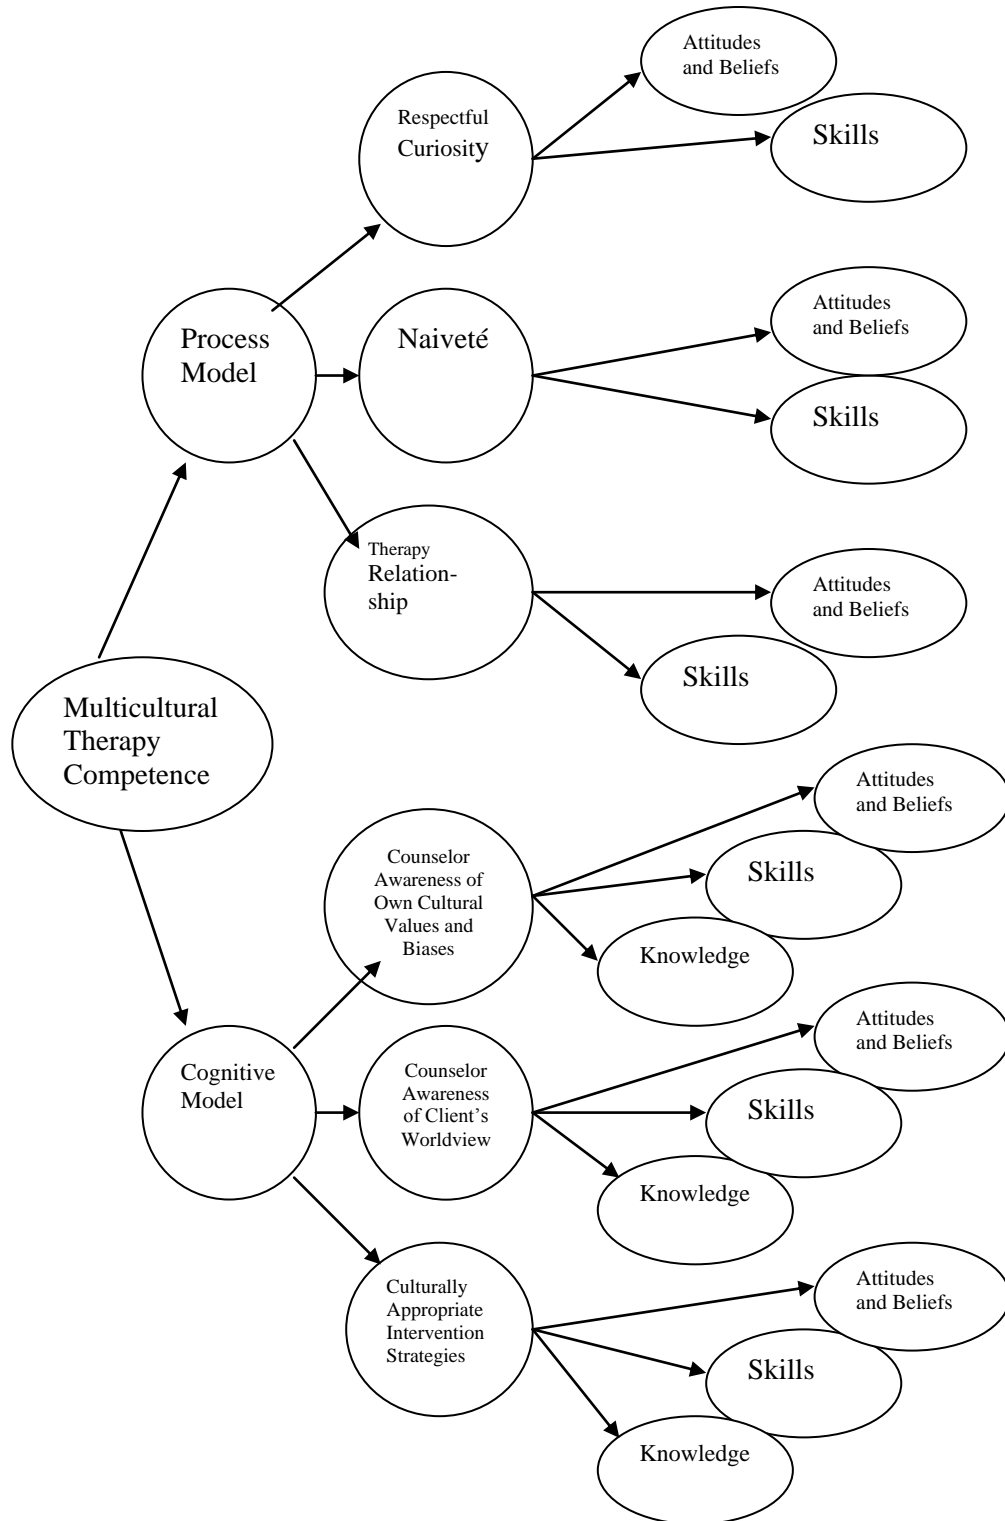 Attitudes
and Beliefs
Respectful
Curiosity
Skills
Process
Model
Naiveté
Attitudes
and Beliefs
Skills
Therapy
Relation-
ship
Attitudes
and Beliefs
Skills
Multicultural
Therapy
Competence
Counselor
Awareness of
Own Cultural
Values and
Biases
Attitudes
and Beliefs
Skills
Knowledge
Cognitive
Model
Counselor
Awareness
of Client’s
Worldview
Attitudes
and Beliefs
Skills
Knowledge
Culturally
Appropriate
Intervention
Strategies
Attitudes
and Beliefs
Skills
Knowledge